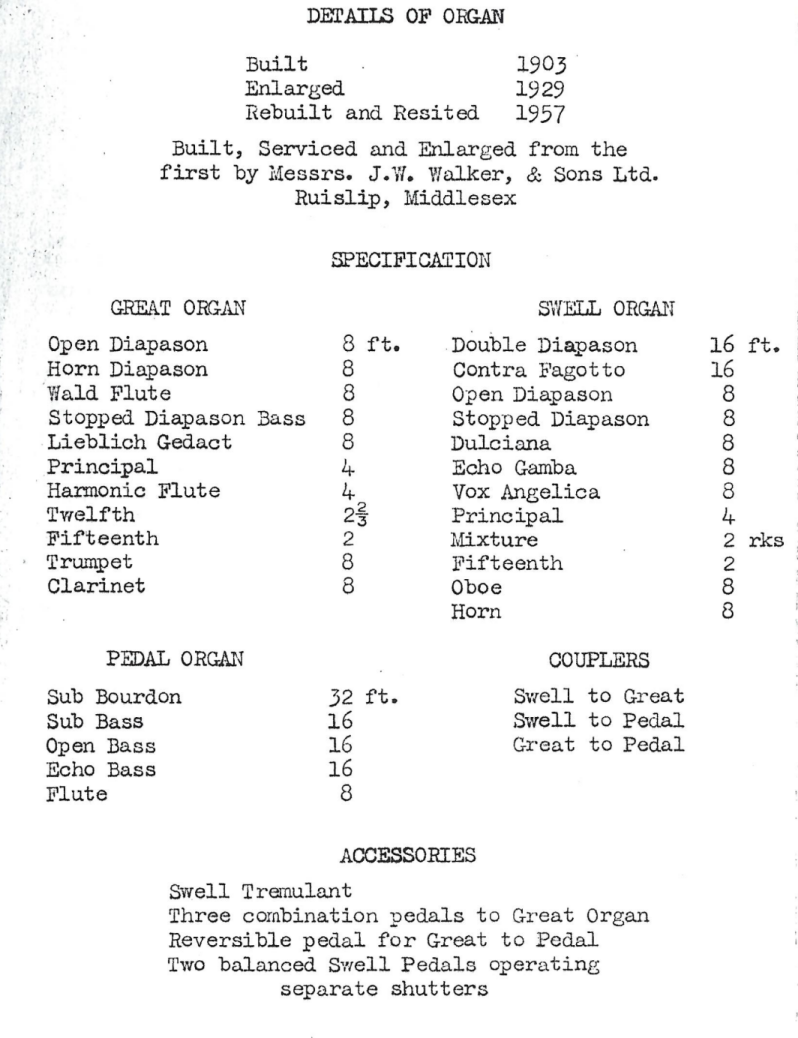 DETAILS OF ORGAN
Built 1903
Enlarged 1929
Rebuilt and Resited 1957
Built, Serviced and Enlarged from the
first by Messrs. J.W. Walker, & Sons Ltd.
Ruislip, Middlesex
SPECIFICATION
GREAT ORGAN
Open Diapason 8 ft.
Horn Diapason 8
Wald Flute 8
Stopped Diapason Bass 8
Lieblich Gedact 8
Principal 4
Harmonic Flute 4
Twelfth 2⅔
Fifteenth 2
Trumpet 8
Clarinet 8
SWELL ORGAN
Double Diapason 16 ft.
Contra Fagotto 16
Open Diapason 8
Stopped Diapason 8
Dulciana 8
Echo Gamba 8
Vox Angelica 8
Principal 4
Mixture 2 rks
Fifteenth 2
Oboe 8
Horn 8
PEDAL ORGAN
Sub Bourdon 32 ft.
Sub Bass 16
Open Bass 16
Echo Bass 16
Flute 8
COUPLERS
Swell to Great
Swell to Pedal
Great to Pedal
ACCESSORIES
Swell Tremulant
Three combination pedals to Great Organ
Reversible pedal for Great to Pedal
Two balanced Swell Pedals operating
separate shutters